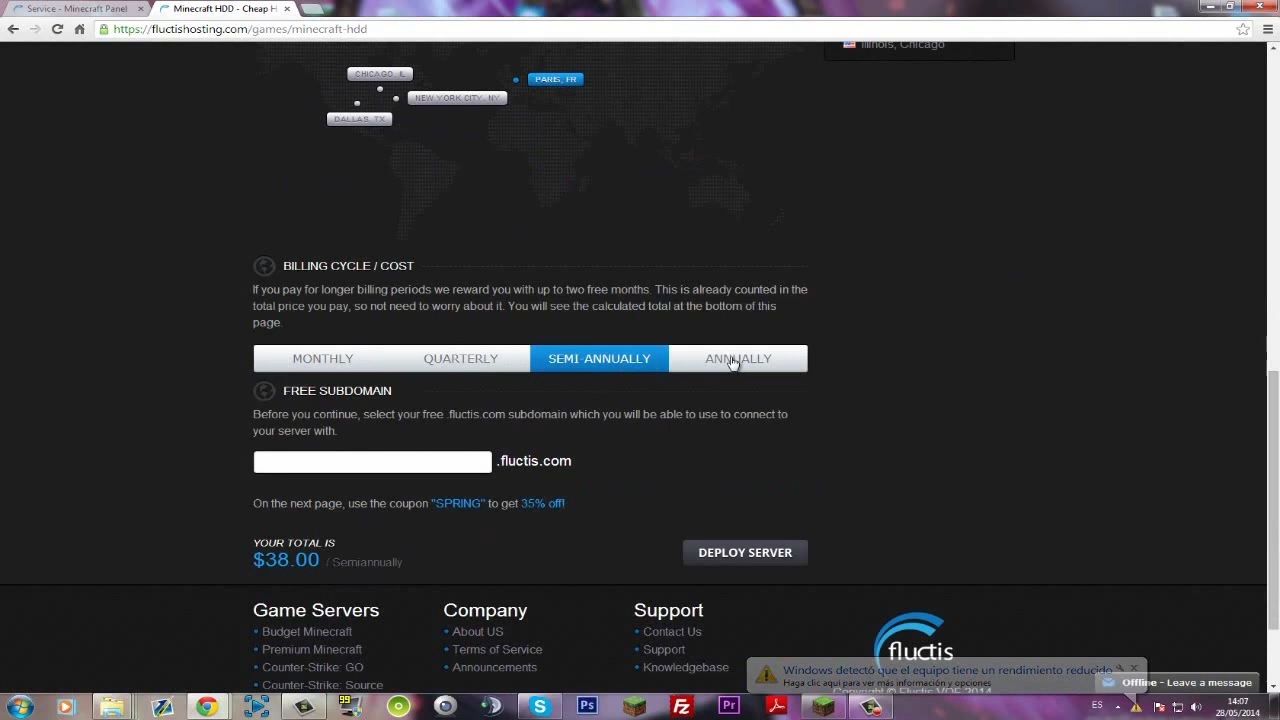 Service - Minecraft Panel
Minecraft HDD - Cheap H
https://fluctishosting.com/games/minecraft-hdd
Illinois, Chicago
CHICAGO, IL
PARIS, FR
NEW YORK CITY, NY
DALLAS, TX
BILLING CYCLE / COST
If you pay for longer billing periods we reward you with up to two free months. This is already counted in the
total price you pay, so not need to worry about it. You will see the calculated total at the bottom of this
page.
MONTHLY
QUARTERLY
SEMI-ANNUALLY
ANNUALLY
FREE SUBDOMAIN
Before you continue, select your free .fluctis.com subdomain which you will be able to use to connect to
your server with.
.fluctis.com
On the next page, use the coupon "SPRING" to get 35% off!
YOUR TOTAL IS
$38.00 / Semiannually
DEPLOY SERVER
Game Servers
Budget Minecraft
Premium Minecraft
Counter-Strike: GO
Counter-Strike: Source
Company
About US
Terms of Service
Announcements
Support
Contact Us
Support
Knowledgebase
fluctis
Windows detectó que el equipo tiene un rendimiento reducido
Haga clic aquí para ver más información y opciones
Copyright © Fluctis VOF 2014
Offline - Leave a message
99
Ps
Fz
Pr
ES
14:07
28/05/2014